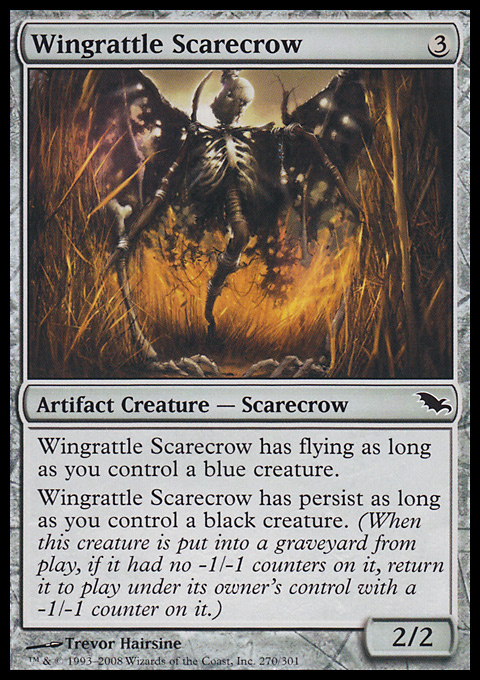 Wingrattle Scarecrow 3
Artifact Creature — Scarecrow
Wingrattle Scarecrow has flying as long
as you control a blue creature.
Wingrattle Scarecrow has persist as long
as you control a black creature. (When
this creature is put into a graveyard from
play, if it had no -1/-1 counters on it, return
it to play under its owner's control with a
-1/-1 counter on it.)
Trevor Hairsine
2/2
™ & © 1993–2008 Wizards of the Coast, Inc. 270/301